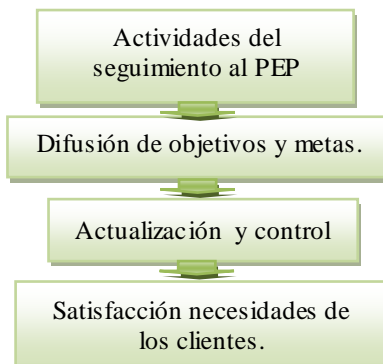 Actividades del
seguimiento al PEP
Difusión de objetivos y metas.
Actualización y control
Satisfacción necesidades de
los clientes.